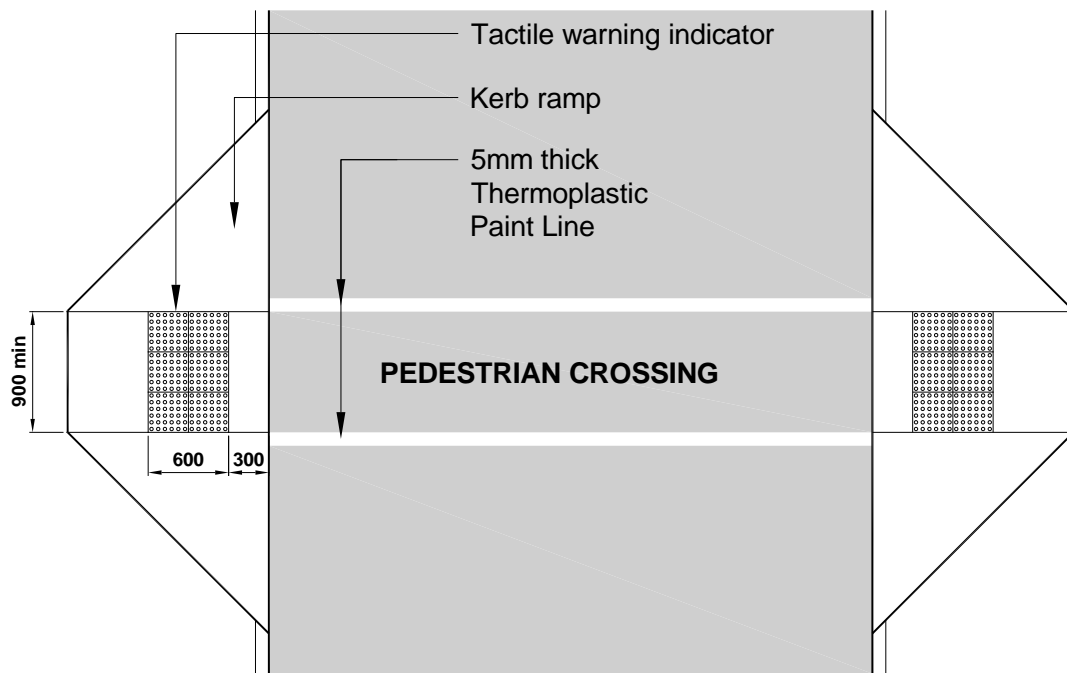 Tactile warning indicator
Kerb ramp
5mm thick
Thermoplastic
Paint Line
900 min
PEDESTRIAN CROSSING
600
300